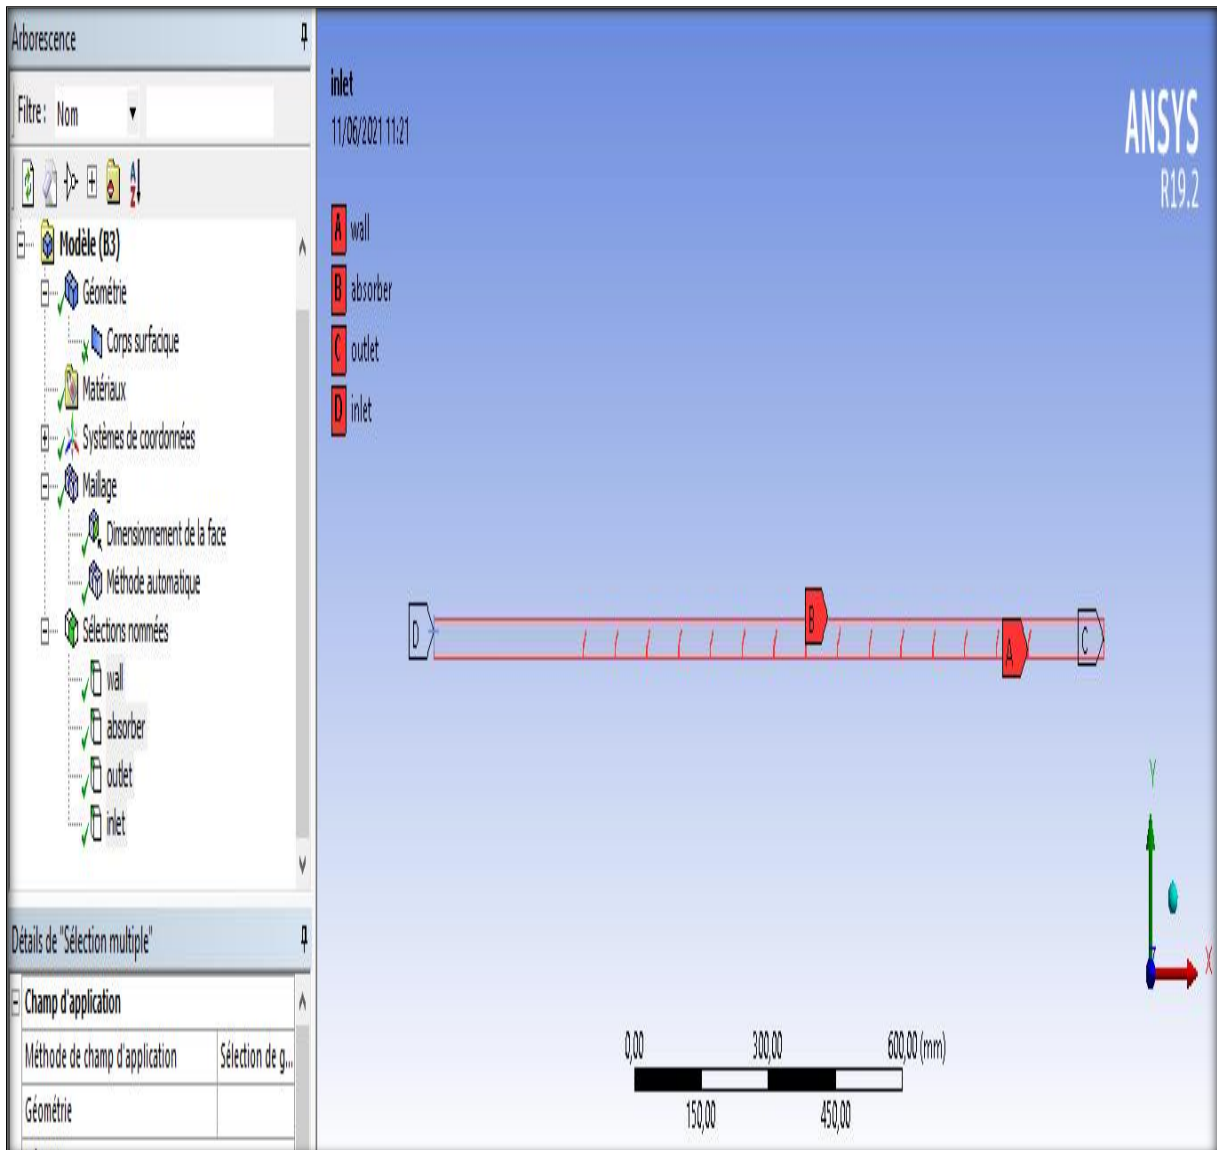 Arborescence
Filtre : Nom
Modèle (B3)
Géométrie
Corps surfacique
Matériaux
Systèmes de coordonnées
Maillage
Dimensionnement de la face
Méthode automatique
Sélections nommées
wall
absorber
outlet
inlet
Détails de "Sélection multiple"
Champ d'application
Méthode de champ d'application Sélection de g...
Géométrie
inlet
11/06/2021 11:21
A wall
B absorber
C outlet
D inlet
ANSYS
R19.2
D
B
A
C
Y
Z
X
0,00 300,00 600,00 (mm)
150,00 450,00